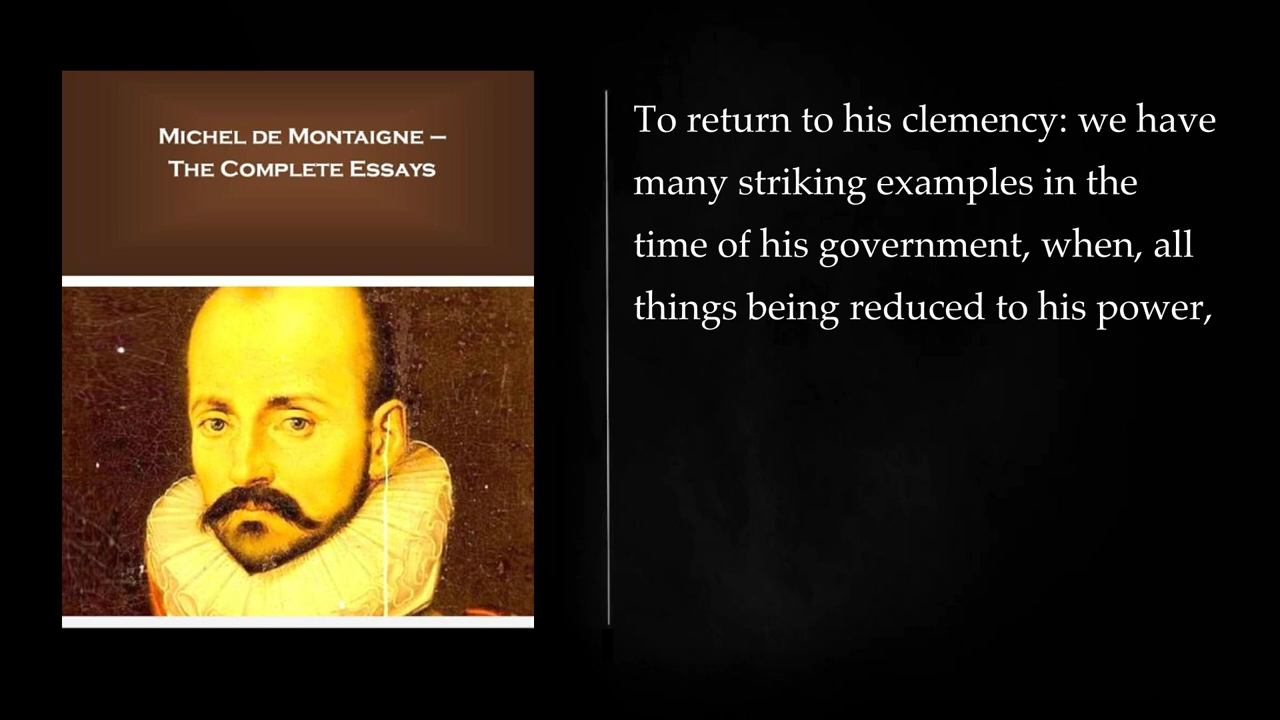 Michel de Montaigne –
The Complete Essays
To return to his clemency: we have
many striking examples in the
time of his government, when, all
things being reduced to his power,